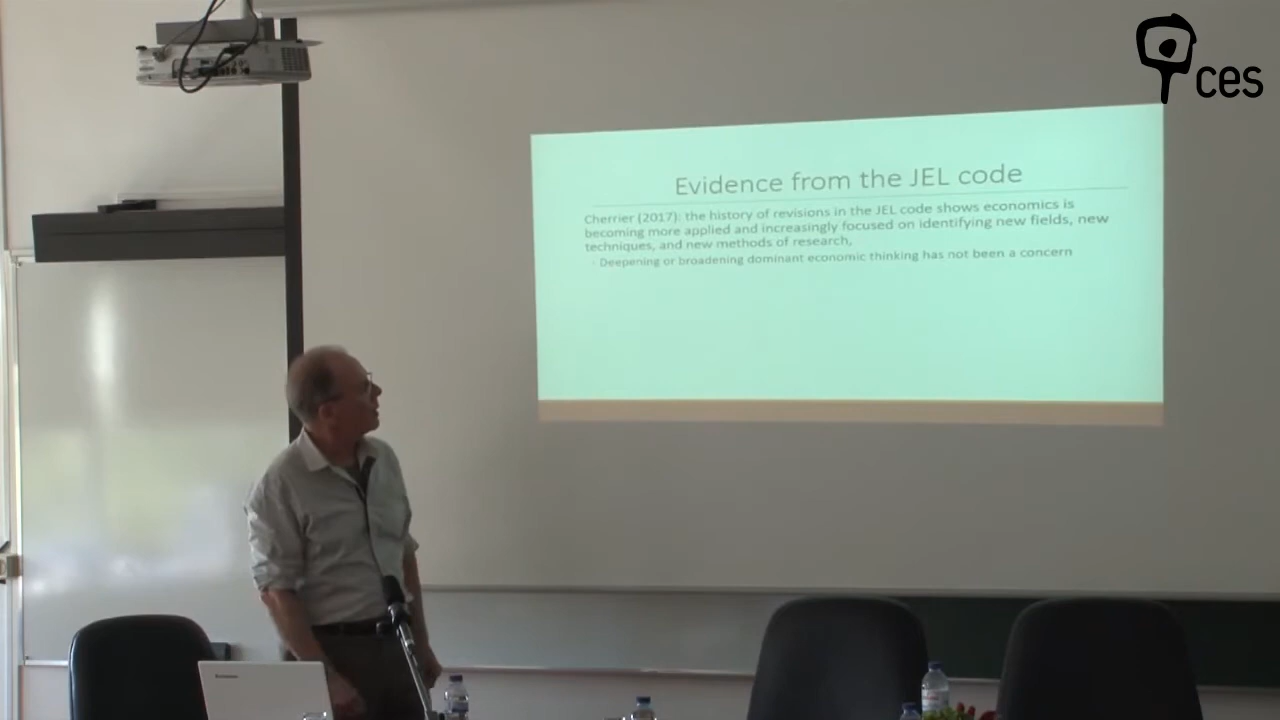 ces
Evidence from the JEL code
Cherrier (2017): the history of revisions in the JEL code shows economics is
becoming more applied and increasingly focused on identifying new fields, new
techniques, and new methods of research,
Deepening or broadening dominant economic thinking has not been a concern
lenovo